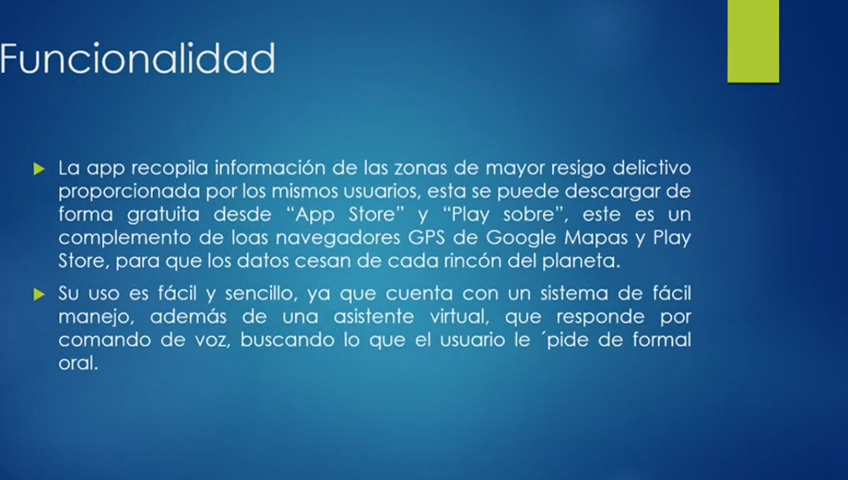 Funcionalidad
La app recopila información de las zonas de mayor resigo delictivo
proporcionada por los mismos usuarios, esta se puede descargar de
forma gratuita desde “App Store” y “Play sobre”, este es un
complemento de loas navegadores GPS de Google Mapas y Play
Store, para que los datos cesan de cada rincón del planeta.
Su uso es fácil y sencillo, ya que cuenta con un sistema de fácil
manejo, además de una asistente virtual, que responde por
comando de voz, buscando lo que el usuario le ´pide de formal
oral.